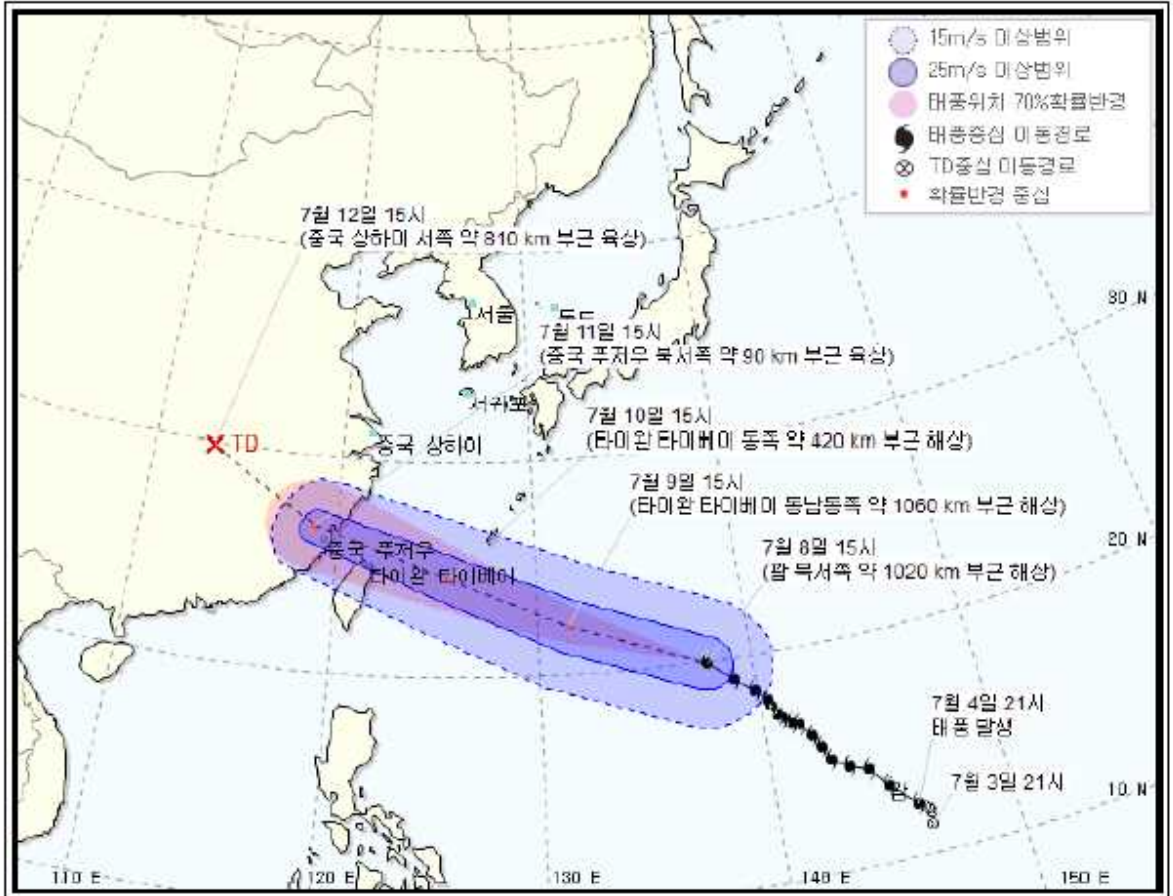 15m/s 이상범위
25m/s 이상범위
태풍위치 70%확률반경
태풍중심 이동경로
TD중심 이동경로
확률반경 중심
7월 12일 15시
(중국 상하이 서쪽 약 810 km 부근 육상)
서울
7월 11일 15시
(중국 푸저우 북서쪽 약 90 km 부근 육상)
30 N
서귀포
7월 10일 15시
(타이완 타이베이 동쪽 약 420 km 부근 해상)
TD
중국 상하이
7월 9일 15시
(타이완 타이베이 동남동쪽 약 1060 km 부근 해상)
20 N
중국 푸저우
타이완 타이베이
7월 8일 15시
(괌 북서쪽 약 1020 km 부근 해상)
7월 4일 21시
태풍 발생
7월 3일 21시
괌
10 N
110 E
120 E
130 E
140 E
150 E